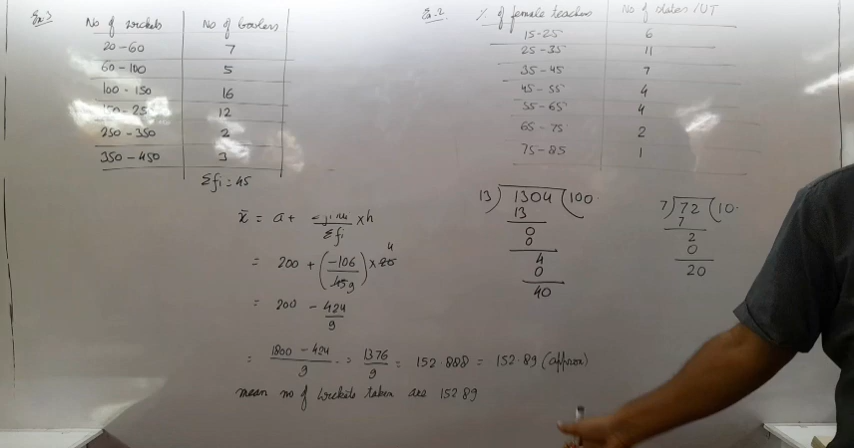 Ex 3
No of wickets No of bowlers
20-60 7
60-100 5
100-150 16
150-25 12
250-350 2
350-450 3
Σfi = 45
x̄ = a + Σfiui/Σfi × h
= 200 + (-106/45 9) × 20 4
= 200 - 424/9
= 1800 - 424/9 = 1376/9 = 152.888 = 152.89 (approx)
mean no of wickets taken are 152.89
Ex. 2
% of female teachers No of states/UT
15-25 6
25-35 11
35-45 7
45-55 4
55-65 4
65-75 2
75-85 1
13) 1304 (100
13
0
0
4
0
40
7) 72 (10.
7
2
0
20